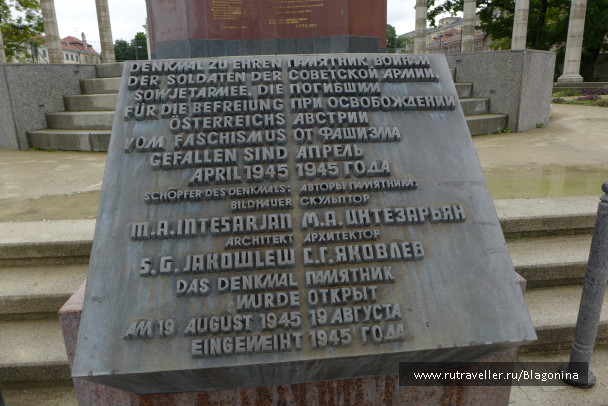 DENKMAL ZU EHREN ПАМЯТНИК ВОИНАМ
DER SOLDATEN DER СОВЕТСКОЙ АРМИИ,
SOWJETARMEE, DIE ПОГИБШИМ
FÜR DIE BEFREIUNG ПРИ ОСВОБОЖДЕНИИ
ÖSTERREICHS АВСТРИИ
VOM FASCHISMUS ОТ ФАШИЗМА
GEFALLEN SIND АПРЕЛЬ
APRIL 1945 1945 ГОДА
SCHÖPFER DES DENKMALS: АВТОРЫ ПАМЯТНИКА:
BILDHAUER СКУЛЬПТОР
M.A. INTESARJAN М.А. ИНТЕЗАРЬЯН
ARCHITEKT АРХИТЕКТОР
S.G. JAKOWLEW С.Г. ЯКОВЛЕВ
DAS DENKMAL ПАМЯТНИК
WURDE ОТКРЫТ
AM 19 AUGUST 1945 19 АВГУСТА
EINGEWEIHT 1945 ГОДА
www.rutraveller.ru/Blagonina